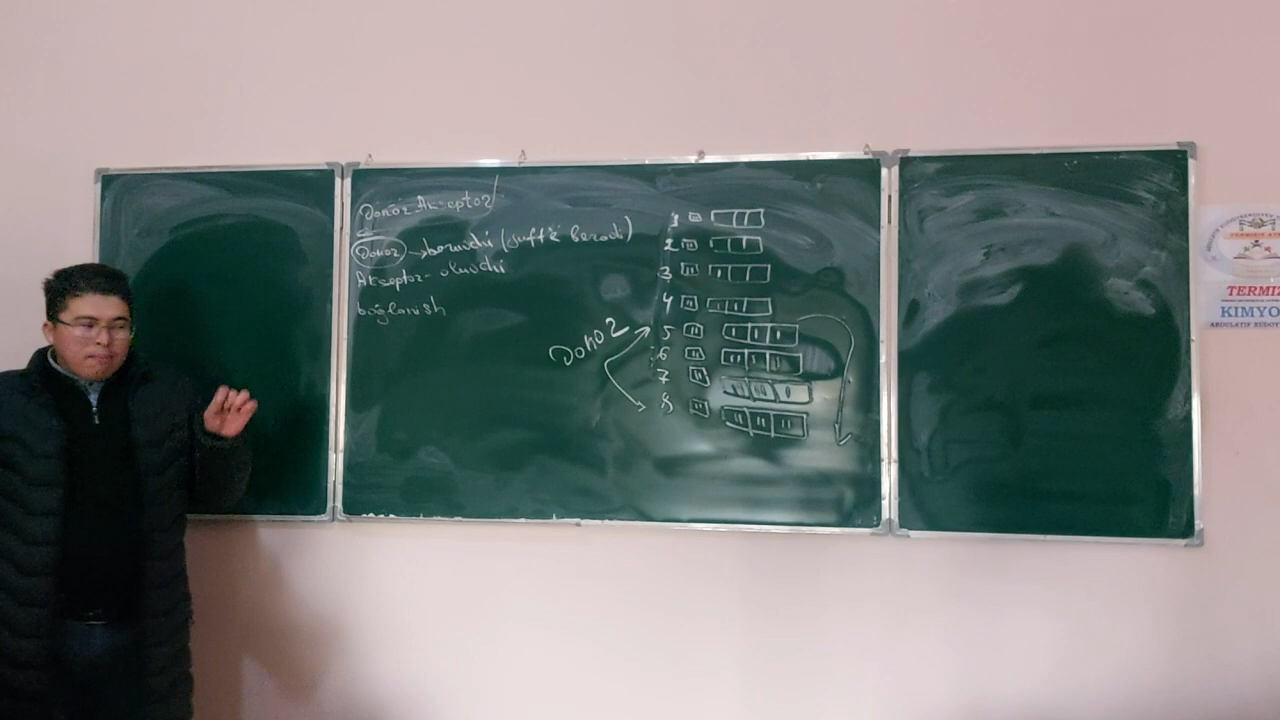 Donor-Akseptor
Donor → beruvchi (juft ē beradi)
Akseptor - oluvchi
bog'lanish
Donor
1
2
3
4
5
6
7
8
TERMIZ
KIMYO